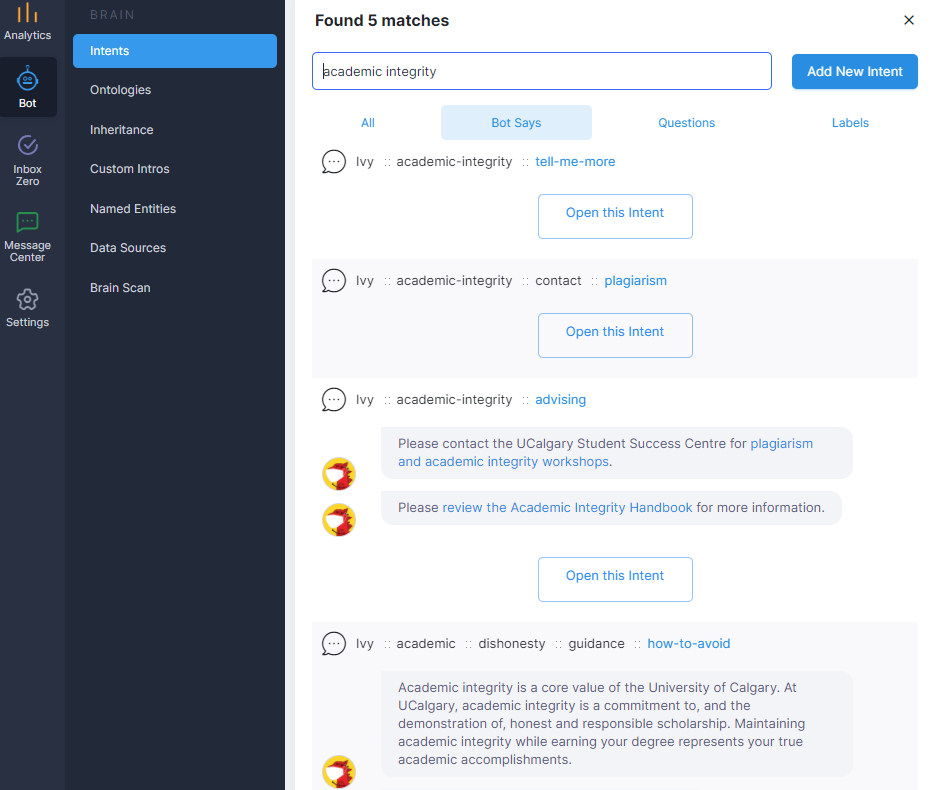 Analytics
Bot
Inbox
Zero
Message
Center
Settings
BRAIN
Intents
Ontologies
Inheritance
Custom Intros
Named Entities
Data Sources
Brain Scan
Found 5 matches
academic integrity
Add New Intent
All
Bot Says
Questions
Labels
Ivy :: academic-integrity :: tell-me-more
Open this Intent
Ivy :: academic-integrity :: contact :: plagiarism
Open this Intent
Ivy :: academic-integrity :: advising
Please contact the UCalgary Student Success Centre for plagiarism
and academic integrity workshops.
Please review the Academic Integrity Handbook for more information.
Open this Intent
Ivy :: academic :: dishonesty :: guidance :: how-to-avoid
Academic integrity is a core value of the University of Calgary. At
UCalgary, academic integrity is a commitment to, and the
demonstration of, honest and responsible scholarship. Maintaining
academic integrity while earning your degree represents your true
academic accomplishments.